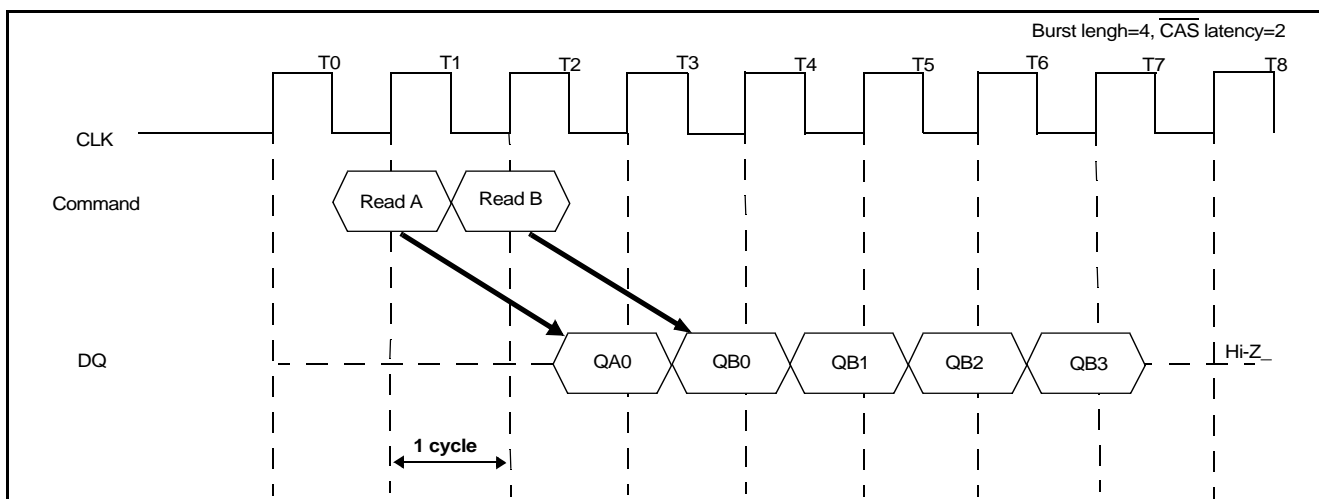 Burst lengh=4, CAS latency=2
T0 T1 T2 T3 T4 T5 T6 T7 T8
CLK
Command Read A Read B
DQ QA0 QB0 QB1 QB2 QB3 Hi-Z_
1 cycle